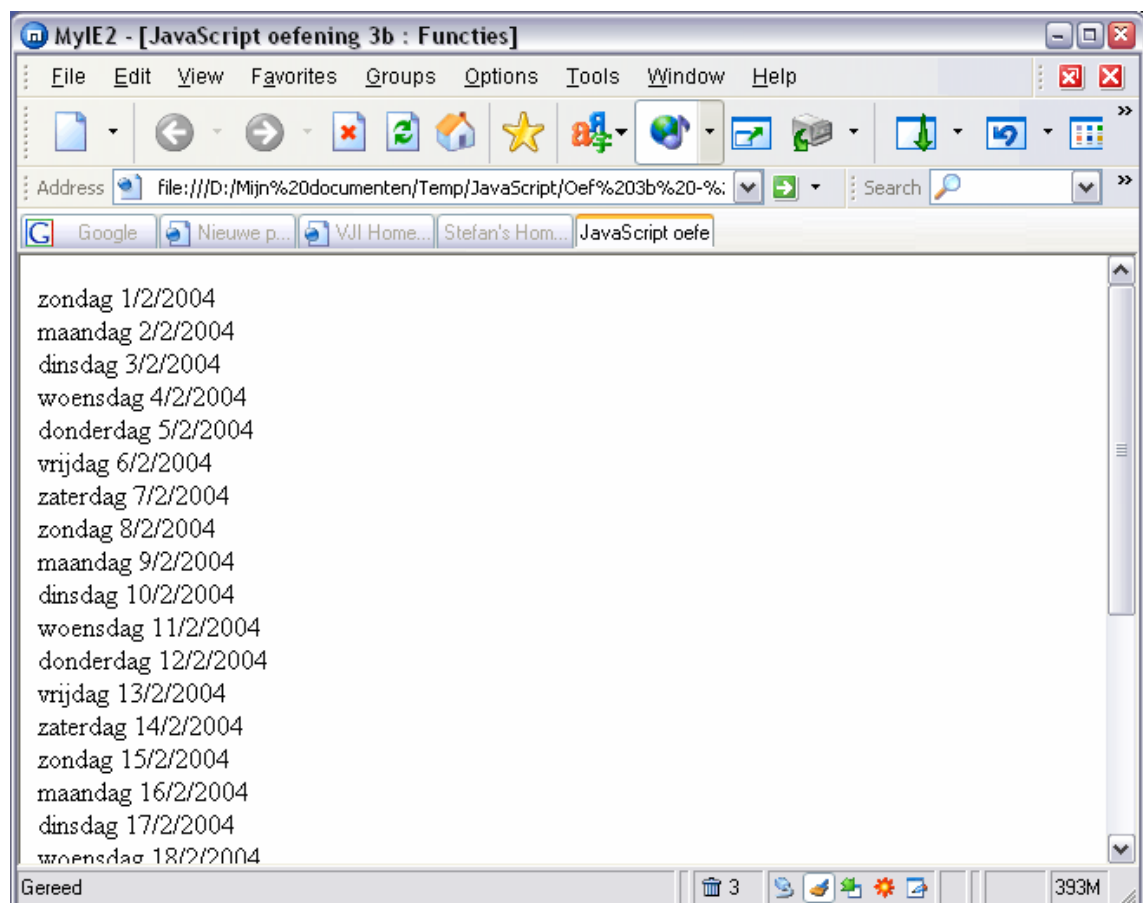 MyIE2 - [JavaScript oefening 3b : Functies]
File Edit View Favorites Groups Options Tools Window Help
Address file:///D:/Mijn%20documenten/Temp/JavaScript/Oef%203b%20-%: Search
Google Nieuwe p... VJI Home... Stefan's Hom... JavaScript oefe
zondag 1/2/2004
maandag 2/2/2004
dinsdag 3/2/2004
woensdag 4/2/2004
donderdag 5/2/2004
vrijdag 6/2/2004
zaterdag 7/2/2004
zondag 8/2/2004
maandag 9/2/2004
dinsdag 10/2/2004
woensdag 11/2/2004
donderdag 12/2/2004
vrijdag 13/2/2004
zaterdag 14/2/2004
zondag 15/2/2004
maandag 16/2/2004
dinsdag 17/2/2004
woensdag 18/2/2004
Gereed 3 393M